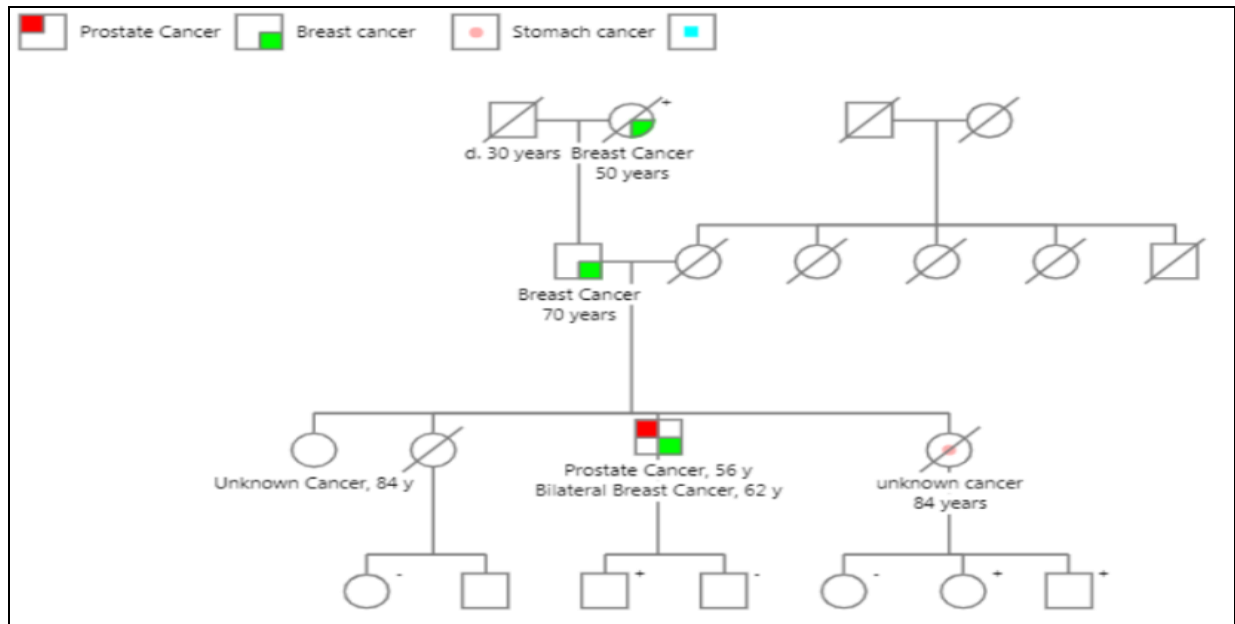 Prostate Cancer
Breast cancer
Stomach cancer
+
d. 30 years
Breast Cancer
50 years
Breast Cancer
70 years
Unknown Cancer, 84 y
Prostate Cancer, 56 y
Bilateral Breast Cancer, 62 y
unknown cancer
84 years
-
+
-
-
+
+